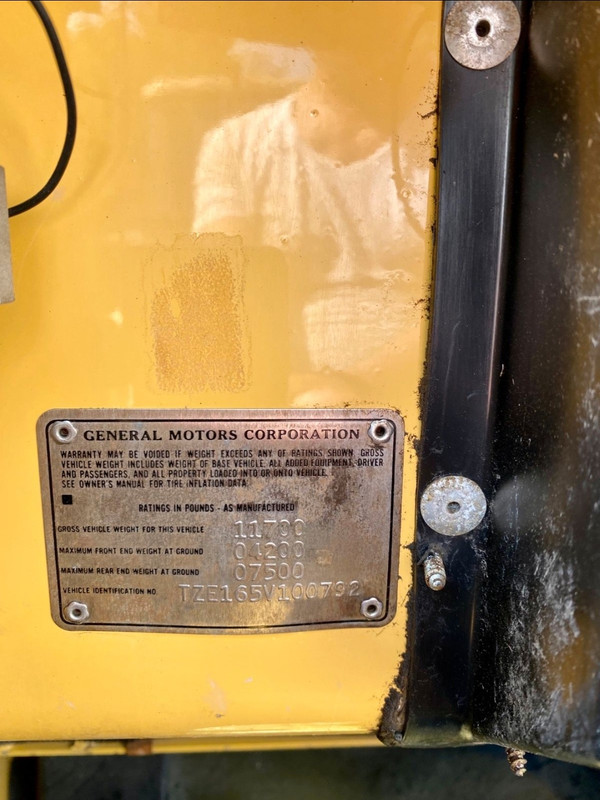 GENERAL MOTORS CORPORATION
WARRANTY MAY BE VOIDED IF WEIGHT EXCEEDS ANY OF RATINGS SHOWN. GROSS
VEHICLE WEIGHT INCLUDES WEIGHT OF BASE VEHICLE, ALL ADDED EQUIPMENT, DRIVER
AND PASSENGERS, AND ALL PROPERTY LOADED INTO OR ONTO VEHICLE.
SEE OWNER'S MANUAL FOR TIRE INFLATION DATA.
RATINGS IN POUNDS - AS MANUFACTURED
GROSS VEHICLE WEIGHT FOR THIS VEHICLE 11700
MAXIMUM FRONT END WEIGHT AT GROUND 04200
MAXIMUM REAR END WEIGHT AT GROUND 07500
VEHICLE IDENTIFICATION NO. TZE165V100792